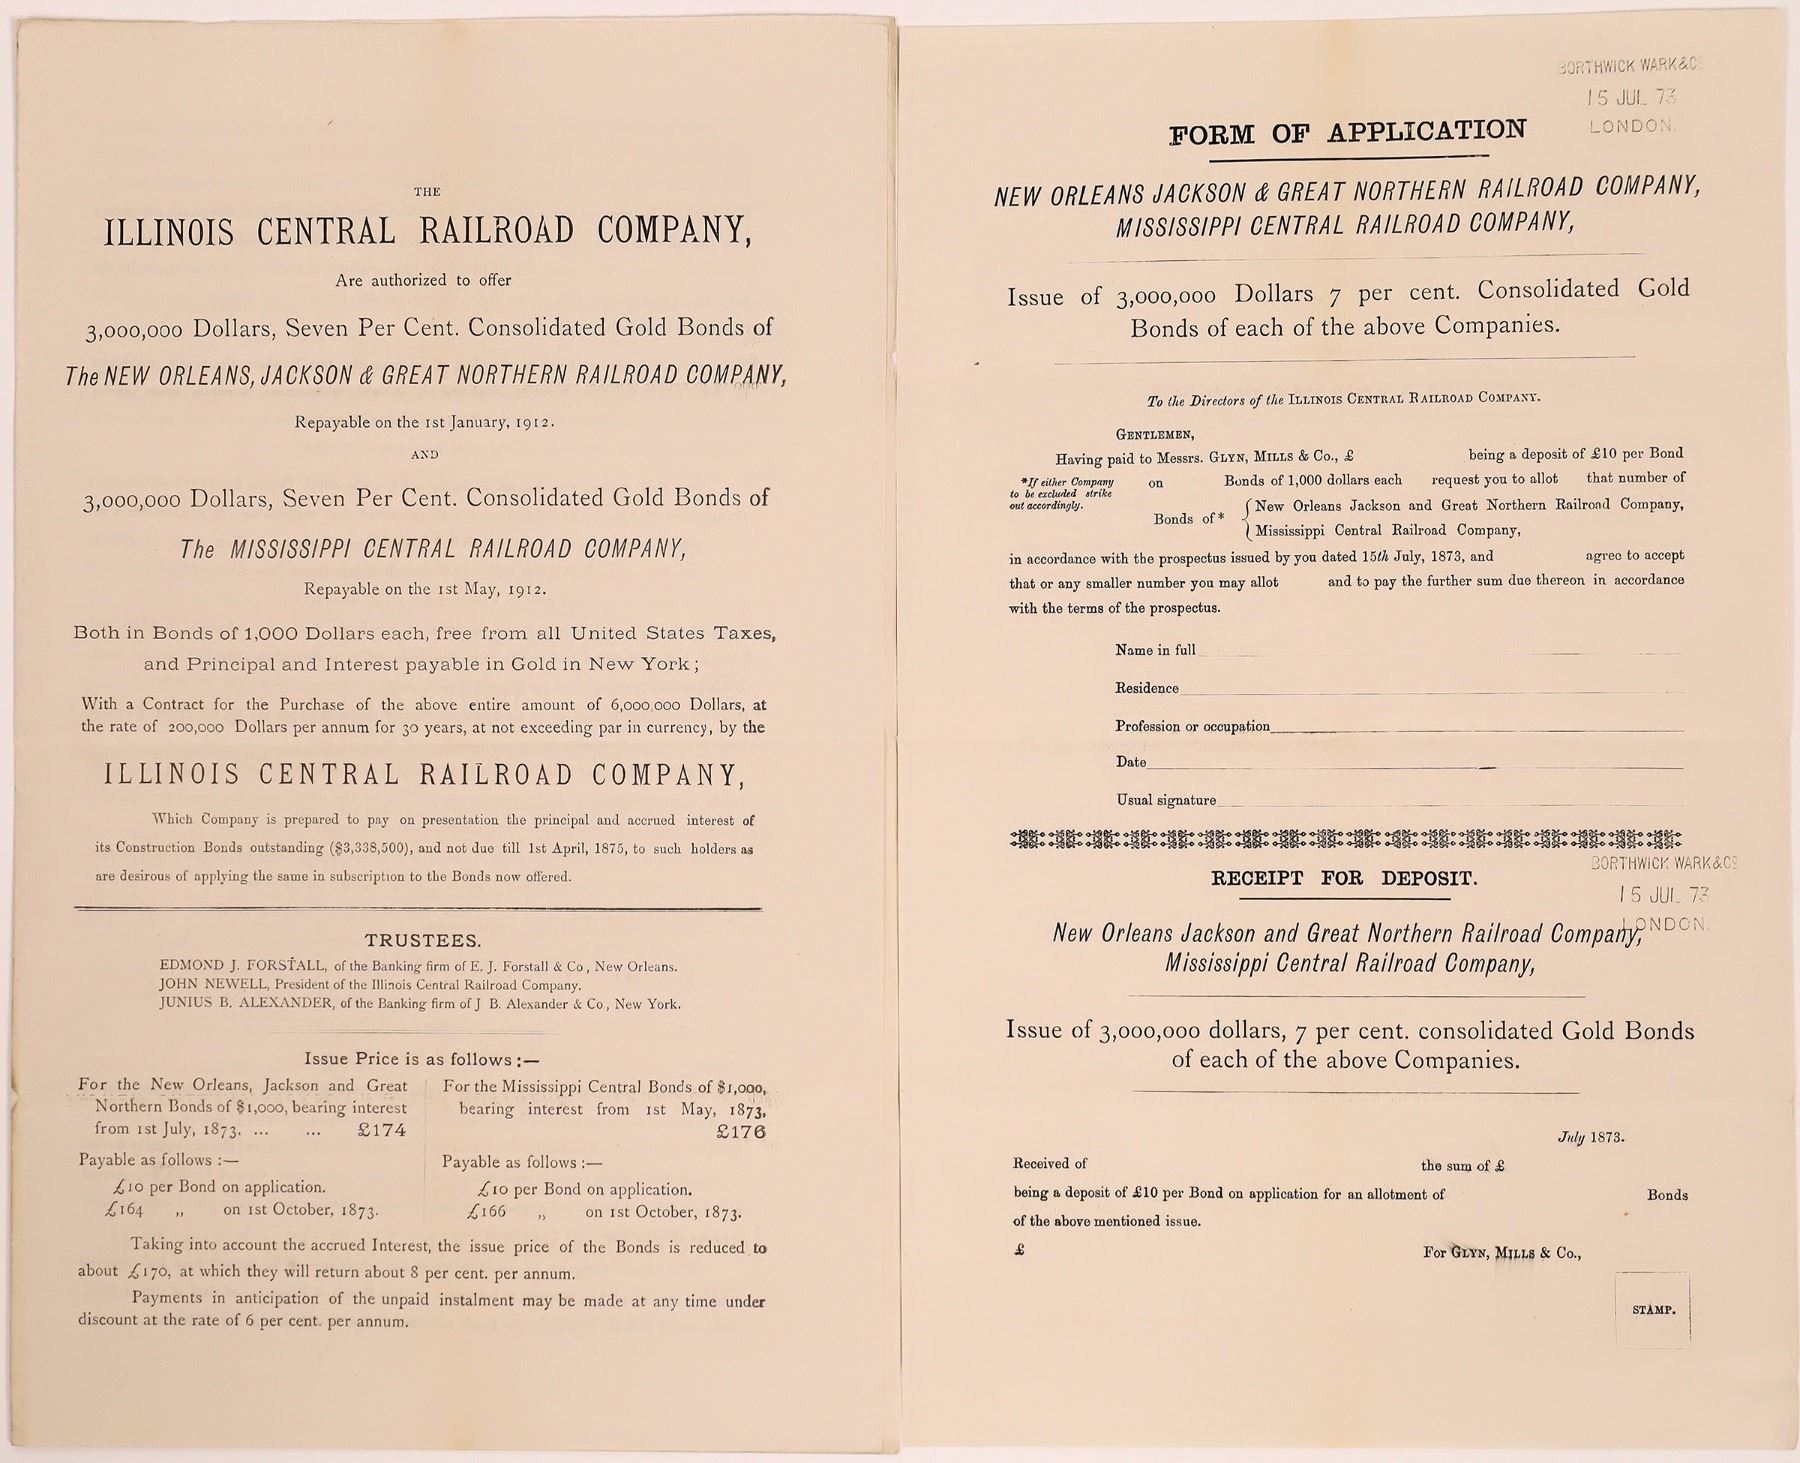 THE
ILLINOIS CENTRAL RAILROAD COMPANY,
Are authorized to offer
3,000,000 Dollars, Seven Per Cent. Consolidated Gold Bonds of
The NEW ORLEANS, JACKSON & GREAT NORTHERN RAILROAD COMPANY,
Repayable on the 1st January, 1912.
AND
3,000,000 Dollars, Seven Per Cent. Consolidated Gold Bonds of
The MISSISSIPPI CENTRAL RAILROAD COMPANY,
Repayable on the 1st May, 1912.
Both in Bonds of 1,000 Dollars each, free from all United States Taxes,
and Principal and Interest payable in Gold in New York;
With a Contract for the Purchase of the above entire amount of 6,000,000 Dollars, at
the rate of 200,000 Dollars per annum for 30 years, at not exceeding par in currency, by the
ILLINOIS CENTRAL RAILROAD COMPANY,
Which Company is prepared to pay on presentation the principal and accrued interest of
its Construction Bonds outstanding ($3,338,500), and not due till 1st April, 1875, to such holders as
are desirous of applying the same in subscription to the Bonds now offered.
TRUSTEES.
EDMOND J. FORSTALL, of the Banking firm of E. J. Forstall & Co, New Orleans.
JOHN NEWELL, President of the Illinois Central Railroad Company.
JUNIUS B. ALEXANDER, of the Banking firm of J B. Alexander & Co, New York.
Issue Price is as follows :—
For the New Orleans, Jackson and Great
Northern Bonds of $1,000, bearing interest
from 1st July, 1873. ... ... £174
Payable as follows :—
£10 per Bond on application.
£164 „ on 1st October, 1873.
For the Mississippi Central Bonds of $1,000,
bearing interest from 1st May, 1873,
£176
Payable as follows :—
£10 per Bond on application.
£166 „ on 1st October, 1873.
Taking into account the accrued Interest, the issue price of the Bonds is reduced to
about £170, at which they will return about 8 per cent. per annum.
Payments in anticipation of the unpaid instalment may be made at any time under
discount at the rate of 6 per cent. per annum.
BORTHWICK WARK & Co
15 JUL 73
LONDON.
FORM OF APPLICATION
NEW ORLEANS JACKSON & GREAT NORTHERN RAILROAD COMPANY,
MISSISSIPPI CENTRAL RAILROAD COMPANY,
Issue of 3,000,000 Dollars 7 per cent. Consolidated Gold
Bonds of each of the above Companies.
To the Directors of the ILLINOIS CENTRAL RAILROAD COMPANY.
GENTLEMEN,
Having paid to Messrs. GLYN, MILLS & Co., £ being a deposit of £10 per Bond
on Bonds of 1,000 dollars each request you to allot that number of
*If either Company
to be excluded strike
out accordingly.
Bonds of* { New Orleans Jackson and Great Northern Railroad Company,
Mississippi Central Railroad Company,
in accordance with the prospectus issued by you dated 15th July, 1873, and agree to accept
that or any smaller number you may allot and to pay the further sum due thereon in accordance
with the terms of the prospectus.
Name in full
Residence
Profession or occupation
Date
Usual signature
BORTHWICK WARK & Co
15 JUL 73
LONDON.
RECEIPT FOR DEPOSIT.
New Orleans Jackson and Great Northern Railroad Company,
Mississippi Central Railroad Company,
Issue of 3,000,000 dollars, 7 per cent. consolidated Gold Bonds
of each of the above Companies.
July 1873.
Received of the sum of £
being a deposit of £10 per Bond on application for an allotment of Bonds
of the above mentioned issue.
£ For GLYN, MILLS & Co.,
STAMP.